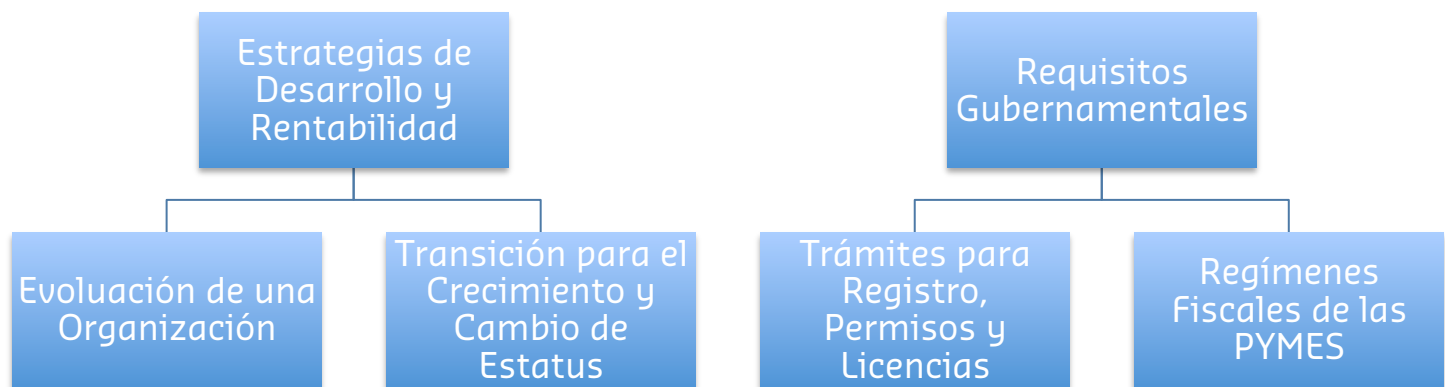 Estrategias de
Desarrollo y
Rentabilidad
Requisitos
Gubernamentales
Evolución de una
Organización
Transición para el
Crecimiento y
Cambio de
Estatus
Trámites para
Registro,
Permisos y
Licencias
Regímenes
Fiscales de las
PYMES